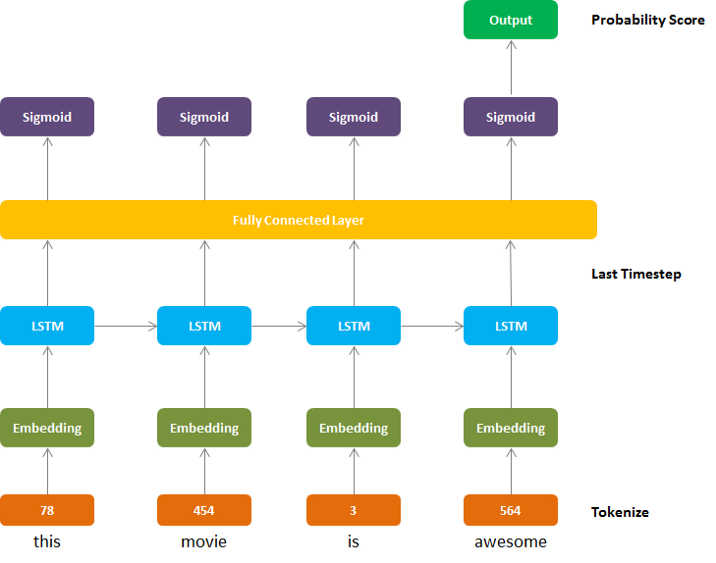 Output Probability Score
Sigmoid Sigmoid Sigmoid Sigmoid
Fully Connected Layer
Last Timestep
LSTM LSTM LSTM LSTM
Embedding Embedding Embedding Embedding
78 454 3 564 Tokenize
this movie is awesome